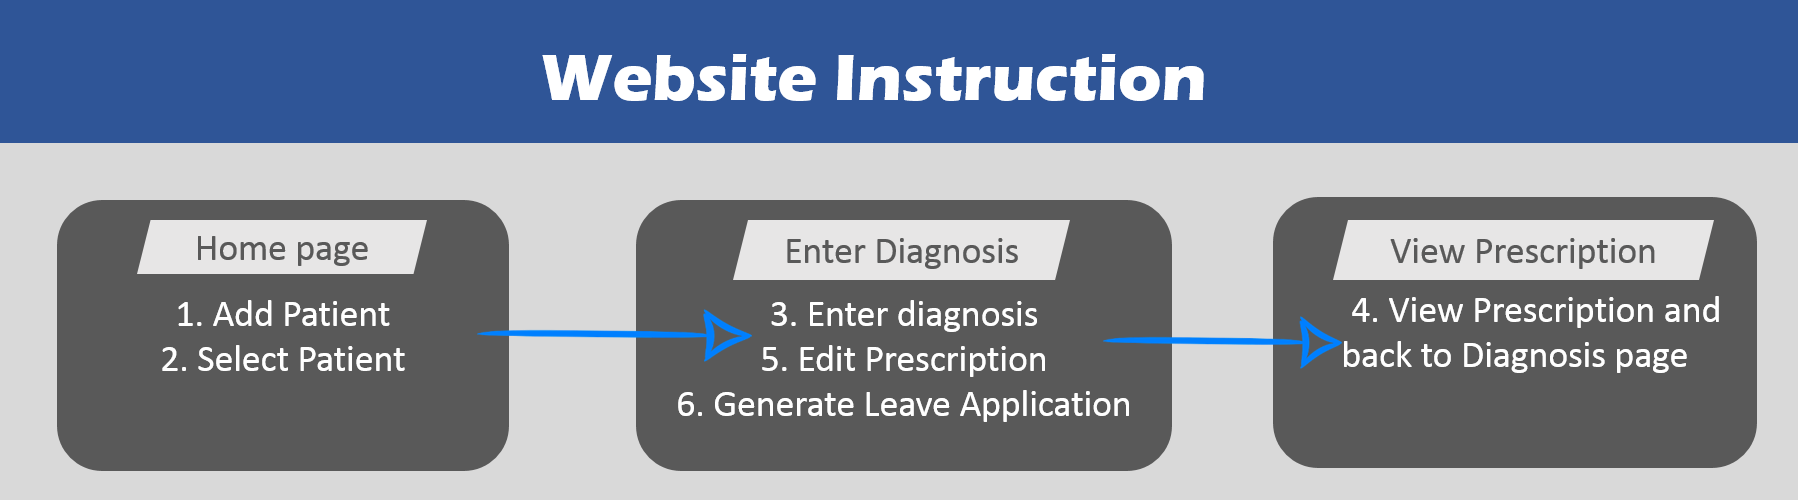 Website Instruction
Home page
1. Add Patient
2. Select Patient
Enter Diagnosis
3. Enter diagnosis
5. Edit Prescription
6. Generate Leave Application
View Prescription
4. View Prescription and
back to Diagnosis page